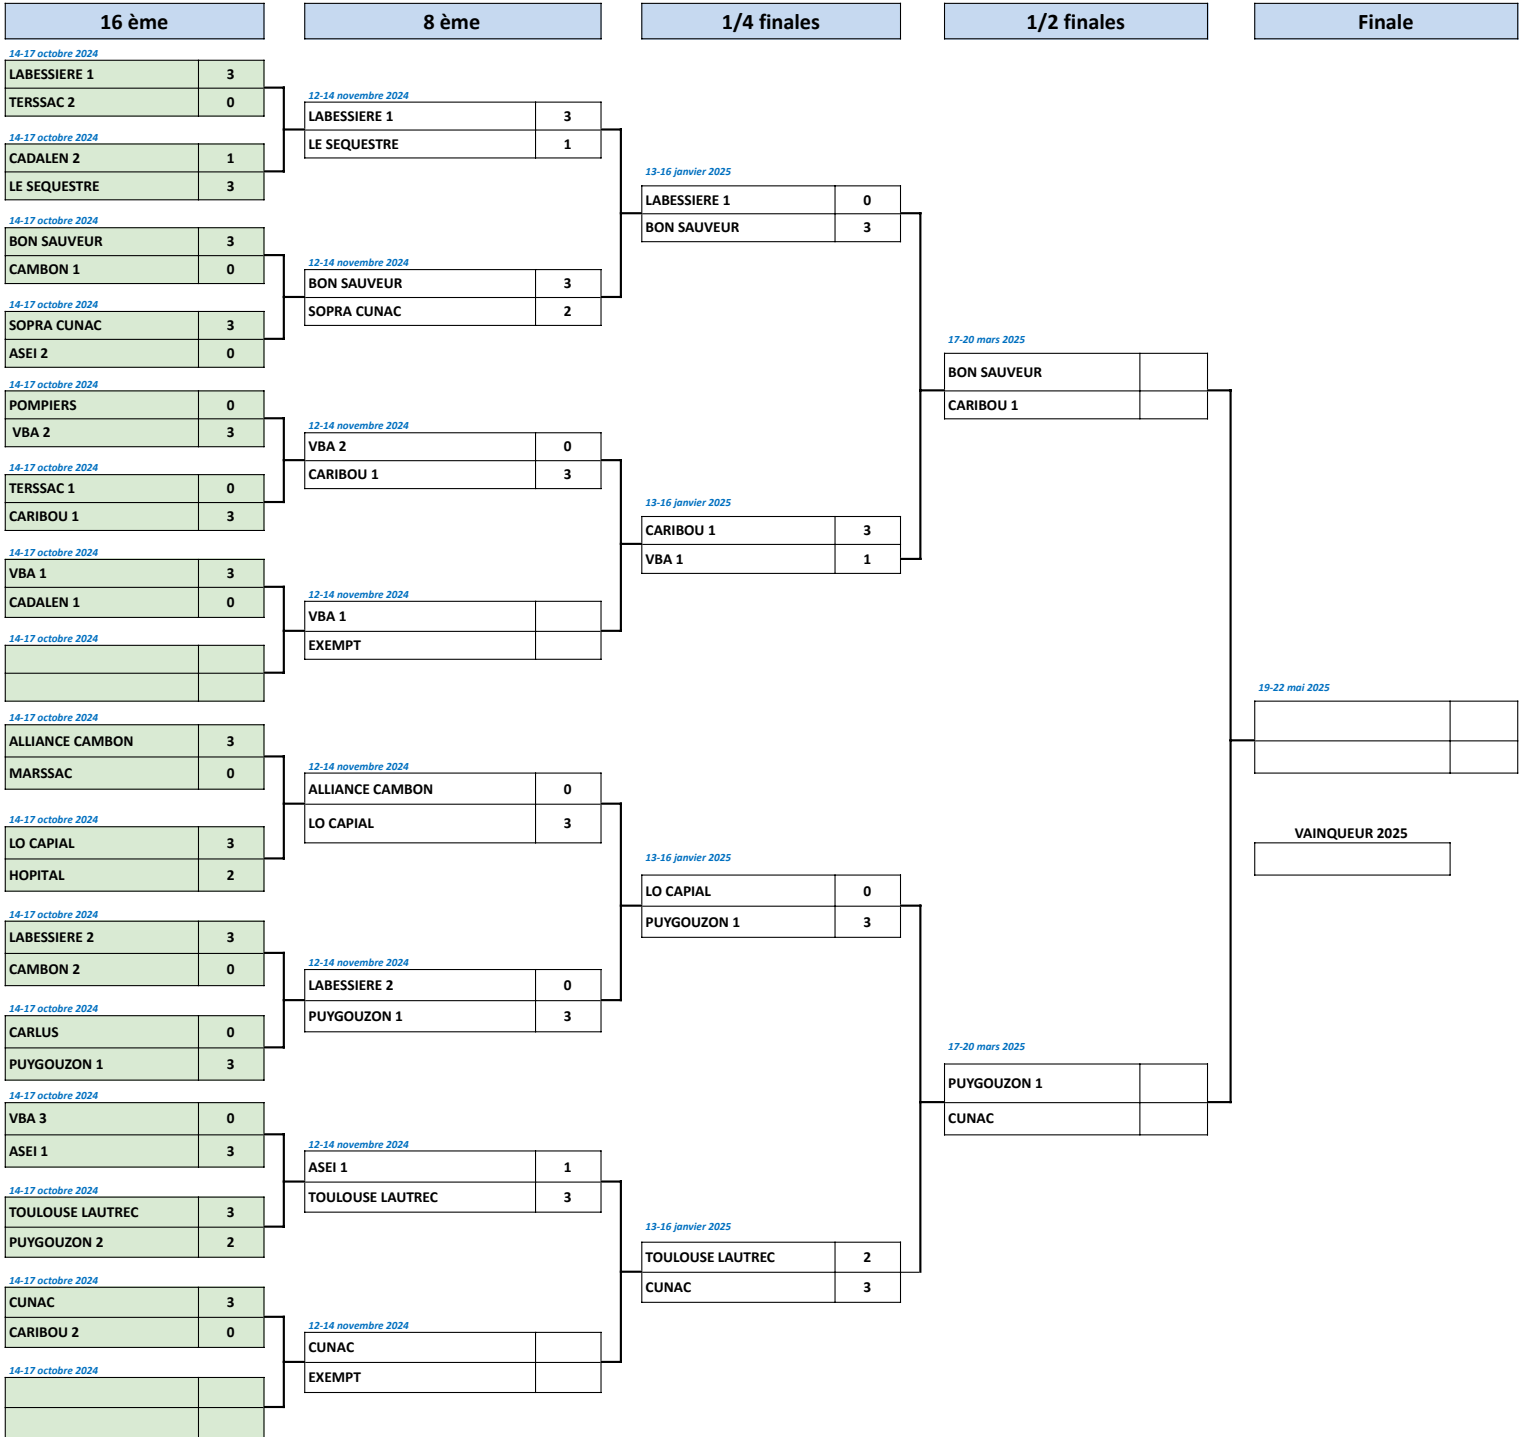 16 ème
8 ème
1/4 finales
1/2 finales
Finale
14-17 octobre 2024
LABESSIERE 1 3
TERSSAC 2 0
14-17 octobre 2024
CADALEN 2 1
LE SEQUESTRE 3
14-17 octobre 2024
BON SAUVEUR 3
CAMBON 1 0
14-17 octobre 2024
SOPRA CUNAC 3
ASEI 2 0
14-17 octobre 2024
POMPIERS 0
VBA 2 3
14-17 octobre 2024
TERSSAC 1 0
CARIBOU 1 3
14-17 octobre 2024
VBA 1 3
CADALEN 1 0
14-17 octobre 2024
14-17 octobre 2024
ALLIANCE CAMBON 3
MARSSAC 0
14-17 octobre 2024
LO CAPIAL 3
HOPITAL 2
14-17 octobre 2024
LABESSIERE 2 3
CAMBON 2 0
14-17 octobre 2024
CARLUS 0
PUYGOUZON 1 3
14-17 octobre 2024
VBA 3 0
ASEI 1 3
14-17 octobre 2024
TOULOUSE LAUTREC 3
PUYGOUZON 2 2
14-17 octobre 2024
CUNAC 3
CARIBOU 2 0
14-17 octobre 2024
12-14 novembre 2024
LABESSIERE 1 3
LE SEQUESTRE 1
12-14 novembre 2024
BON SAUVEUR 3
SOPRA CUNAC 2
12-14 novembre 2024
VBA 2 0
CARIBOU 1 3
12-14 novembre 2024
VBA 1
EXEMPT
12-14 novembre 2024
ALLIANCE CAMBON 0
LO CAPIAL 3
12-14 novembre 2024
LABESSIERE 2 0
PUYGOUZON 1 3
12-14 novembre 2024
ASEI 1 1
TOULOUSE LAUTREC 3
12-14 novembre 2024
CUNAC
EXEMPT
13-16 janvier 2025
LABESSIERE 1 0
BON SAUVEUR 3
13-16 janvier 2025
CARIBOU 1 3
VBA 1 1
13-16 janvier 2025
LO CAPIAL 0
PUYGOUZON 1 3
13-16 janvier 2025
TOULOUSE LAUTREC 2
CUNAC 3
17-20 mars 2025
BON SAUVEUR
CARIBOU 1
17-20 mars 2025
PUYGOUZON 1
CUNAC
19-22 mai 2025
VAINQUEUR 2025